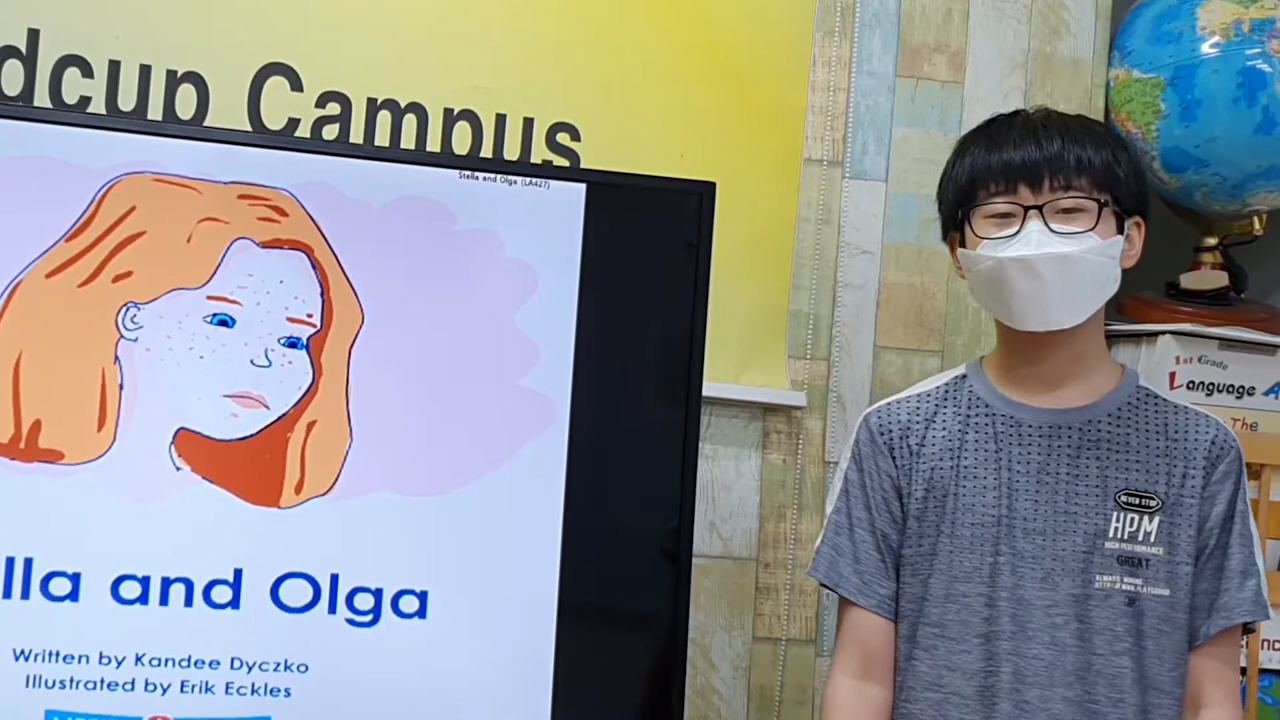 dcup Campus
Stella and Olga (LA427)
lla and Olga
Written by Kandee Dyczko
Illustrated by Erik Eckles
1st Grade
Language A
The
NEVER STOP
HPM
HIGH PERFORMANCE
GREAT